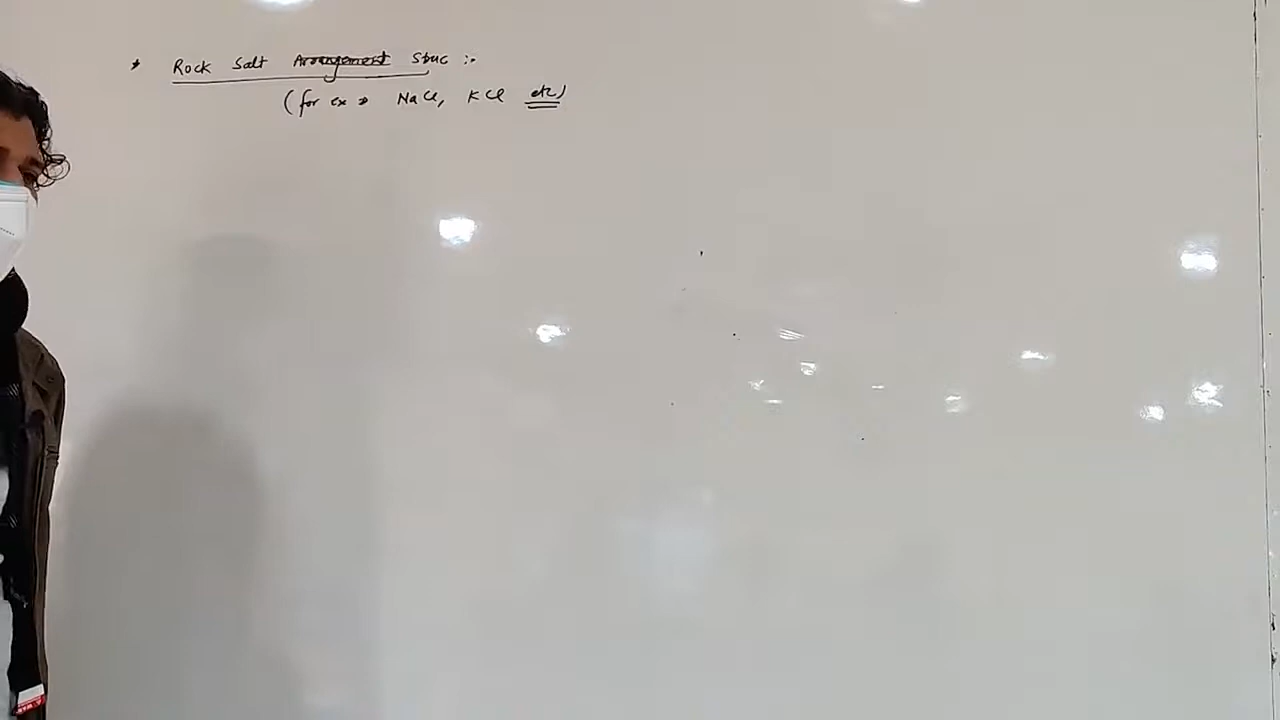 * Rock Salt Arrangement Struc :-
(for ex → NaCl, KCl etc)